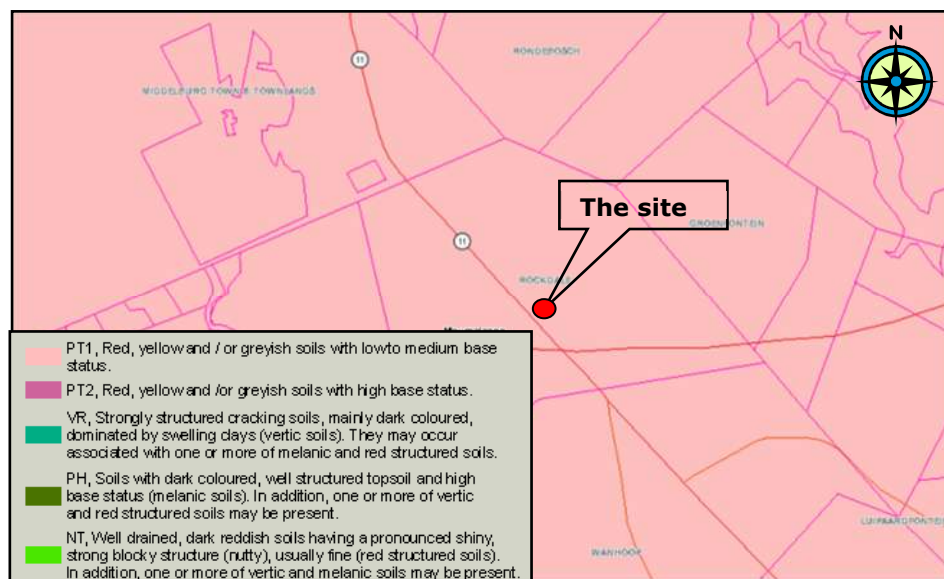 N
11
RONDEBOSCH
MIDDELBURG TOWN & TOWNLANDS
The site
GROENFONTEIN
11
ROCKDALE
PT1, Red, yellow and / or greyish soils with low to medium base
status.
PT2, Red, yellow and /or greyish soils with high base status.
VR, Strongly structured cracking soils, mainly dark coloured,
dominated by swelling clays (vertic soils). They may occur
associated with one or more of melanic and red structured soils.
PH, Soils with dark coloured, well structured topsoil and high
base status (melanic soils). In addition, one or more of vertic
and red structured soils may be present.
NT, Well drained, dark reddish soils having a pronounced shiny,
strong blocky structure (nutty), usually fine (red structured soils).
In addition, one or more of vertic and melanic soils may be present.